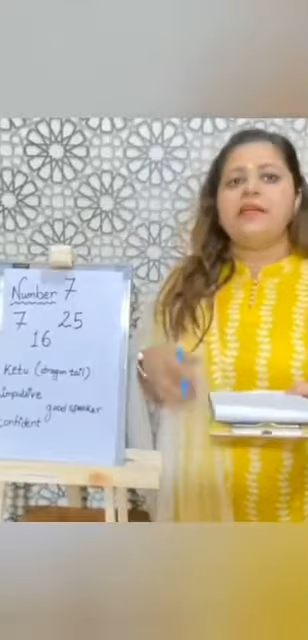 Number 7
7 25
16
Ketu (dragon tail)
impulsive
good speaker
confident